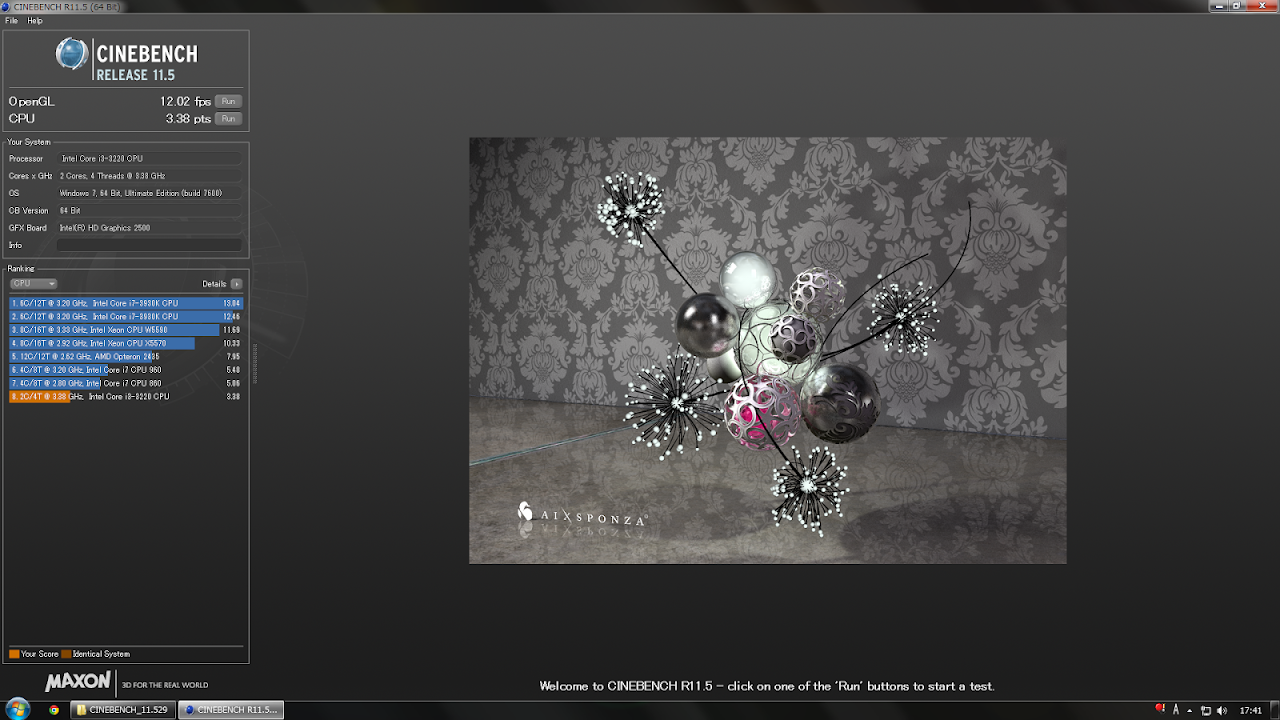 CINEBENCH R11.5 (64 Bit)
File Help
CINEBENCH
RELEASE 11.5
OpenGL 12.02 fps Run
CPU 3.38 pts Run
Your System
Processor Intel Core i3-3220 CPU
Cores x GHz 2 Cores, 4 Threads @ 3.38 GHz
OS Windows 7, 64 Bit, Ultimate Edition (build 7600)
CB Version 64 Bit
GFX Board Intel(R) HD Graphics 2500
Info
Ranking
CPU Details
1. 6C/12T @ 3.20 GHz, Intel Core i7-3930K CPU 13.04
2. 6C/12T @ 3.20 GHz, Intel Core i7-3930K CPU 12.46
3. 8C/16T @ 3.33 GHz, Intel Xeon CPU W5580 11.69
4. 8C/16T @ 2.92 GHz, Intel Xeon CPU X5570 10.33
5. 12C/12T @ 2.62 GHz, AMD Opteron 2435 7.95
6. 4C/8T @ 3.20 GHz, Intel Core i7 CPU 960 5.48
7. 4C/8T @ 2.80 GHz, Intel Core i7 CPU 860 5.06
8. 2C/4T @ 3.38 GHz, Intel Core i3-3220 CPU 3.38
AIXSPONZA
Your Score Identical System
MAXON 3D FOR THE REAL WORLD
Welcome to CINEBENCH R11.5 – click on one of the 'Run' buttons to start a test.
CINEBENCH_11.529 CINEBENCH R11.5... A 17:41